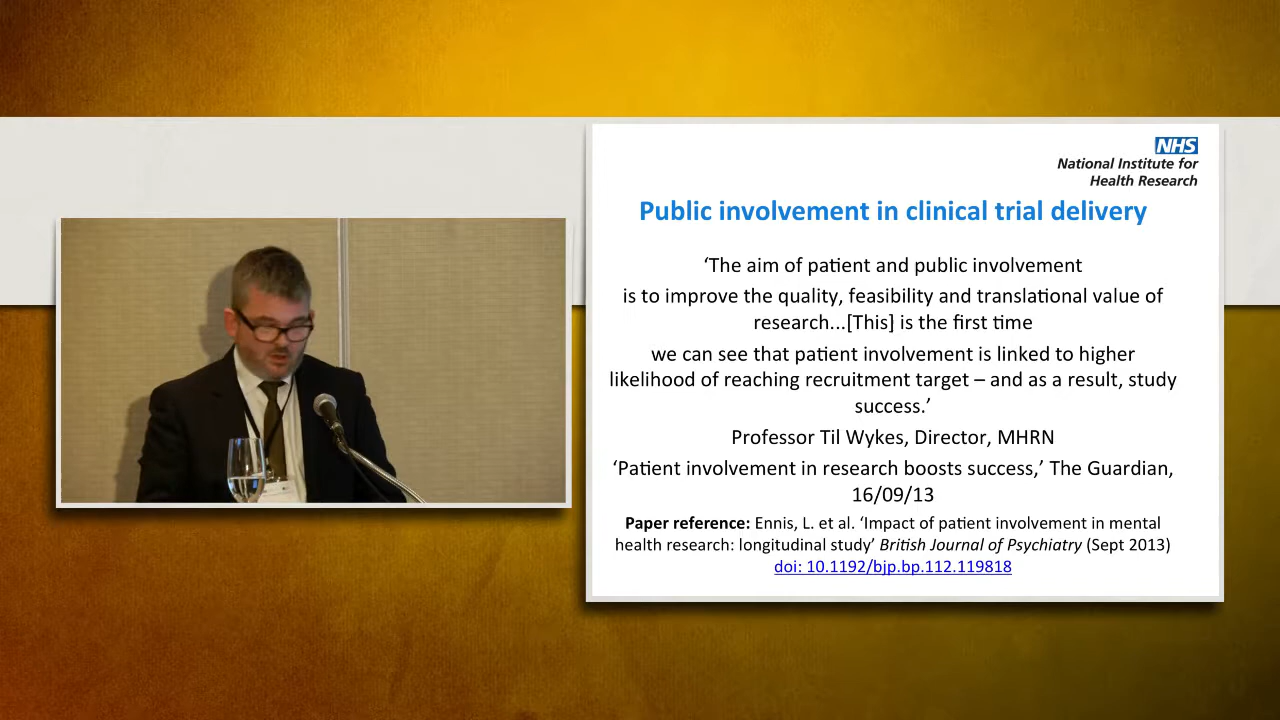 NHS
National Institute for
Health Research
Public involvement in clinical trial delivery
‘The aim of patient and public involvement
is to improve the quality, feasibility and translational value of
research...[This] is the first time
we can see that patient involvement is linked to higher
likelihood of reaching recruitment target – and as a result, study
success.’
Professor Til Wykes, Director, MHRN
‘Patient involvement in research boosts success,’ The Guardian,
16/09/13
Paper reference: Ennis, L. et al. ‘Impact of patient involvement in mental
health research: longitudinal study’ British Journal of Psychiatry (Sept 2013)
doi: 10.1192/bjp.bp.112.119818